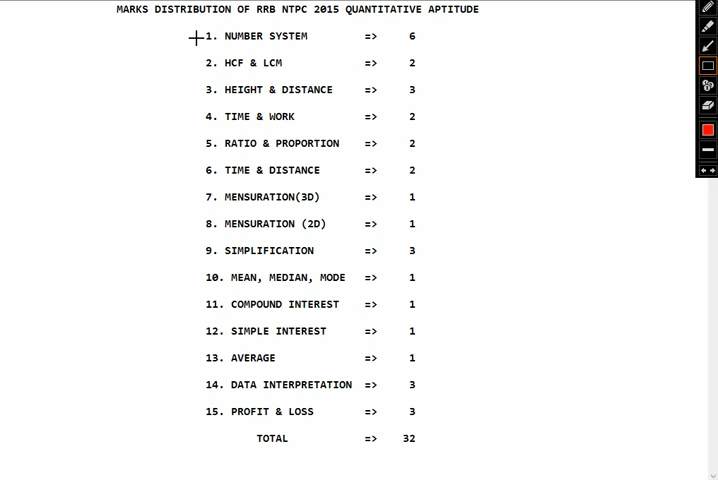 MARKS DISTRIBUTION OF RRB NTPC 2015 QUANTITATIVE APTITUDE
1. NUMBER SYSTEM => 6
2. HCF & LCM => 2
3. HEIGHT & DISTANCE => 3
4. TIME & WORK => 2
5. RATIO & PROPORTION => 2
6. TIME & DISTANCE => 2
7. MENSURATION(3D) => 1
8. MENSURATION (2D) => 1
9. SIMPLIFICATION => 3
10. MEAN, MEDIAN, MODE => 1
11. COMPOUND INTEREST => 1
12. SIMPLE INTEREST => 1
13. AVERAGE => 1
14. DATA INTERPRETATION => 3
15. PROFIT & LOSS => 3
TOTAL => 32